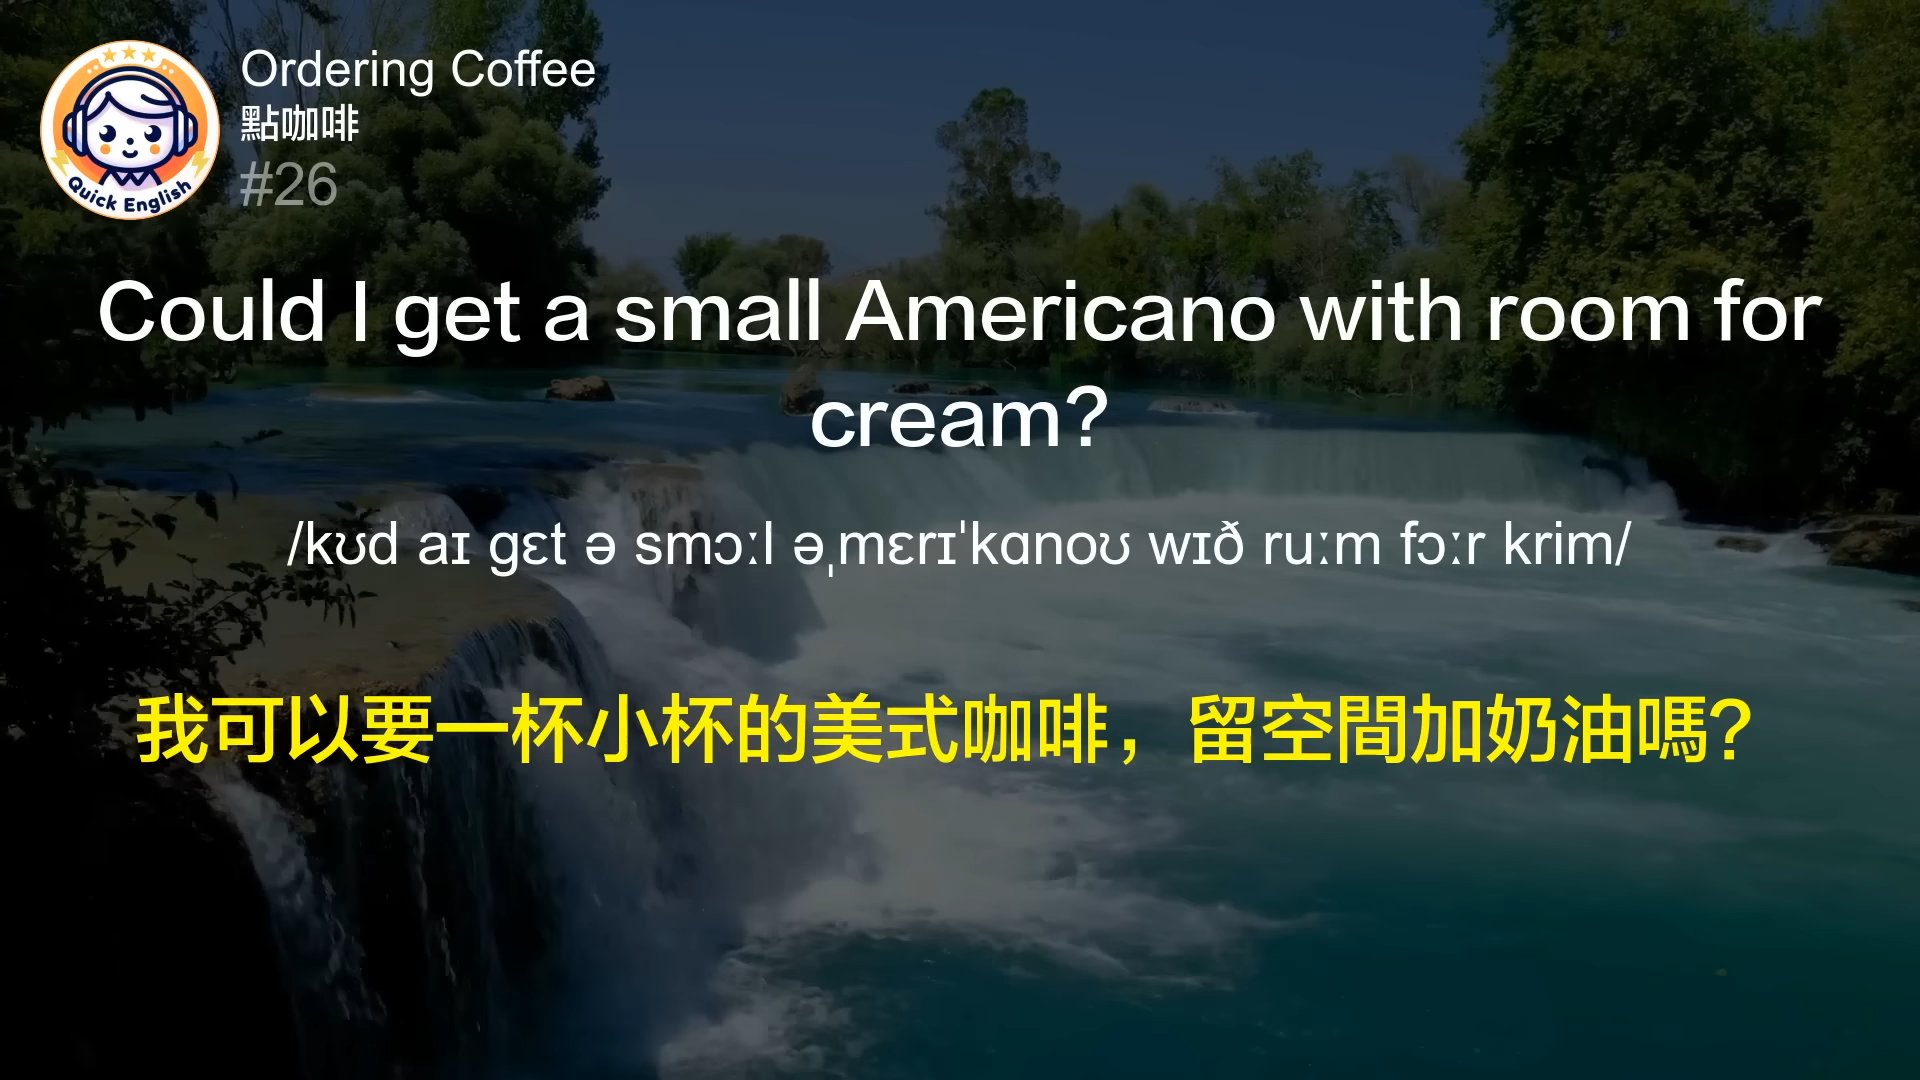 Quick English
Ordering Coffee
點咖啡
#26
Could I get a small Americano with room for
cream?
/kʊd aɪ gɛt ə smɔːl əˌmɛrɪˈkɑnoʊ wɪð ruːm fɔːr krim/
我可以要一杯小杯的美式咖啡，留空間加奶油嗎？